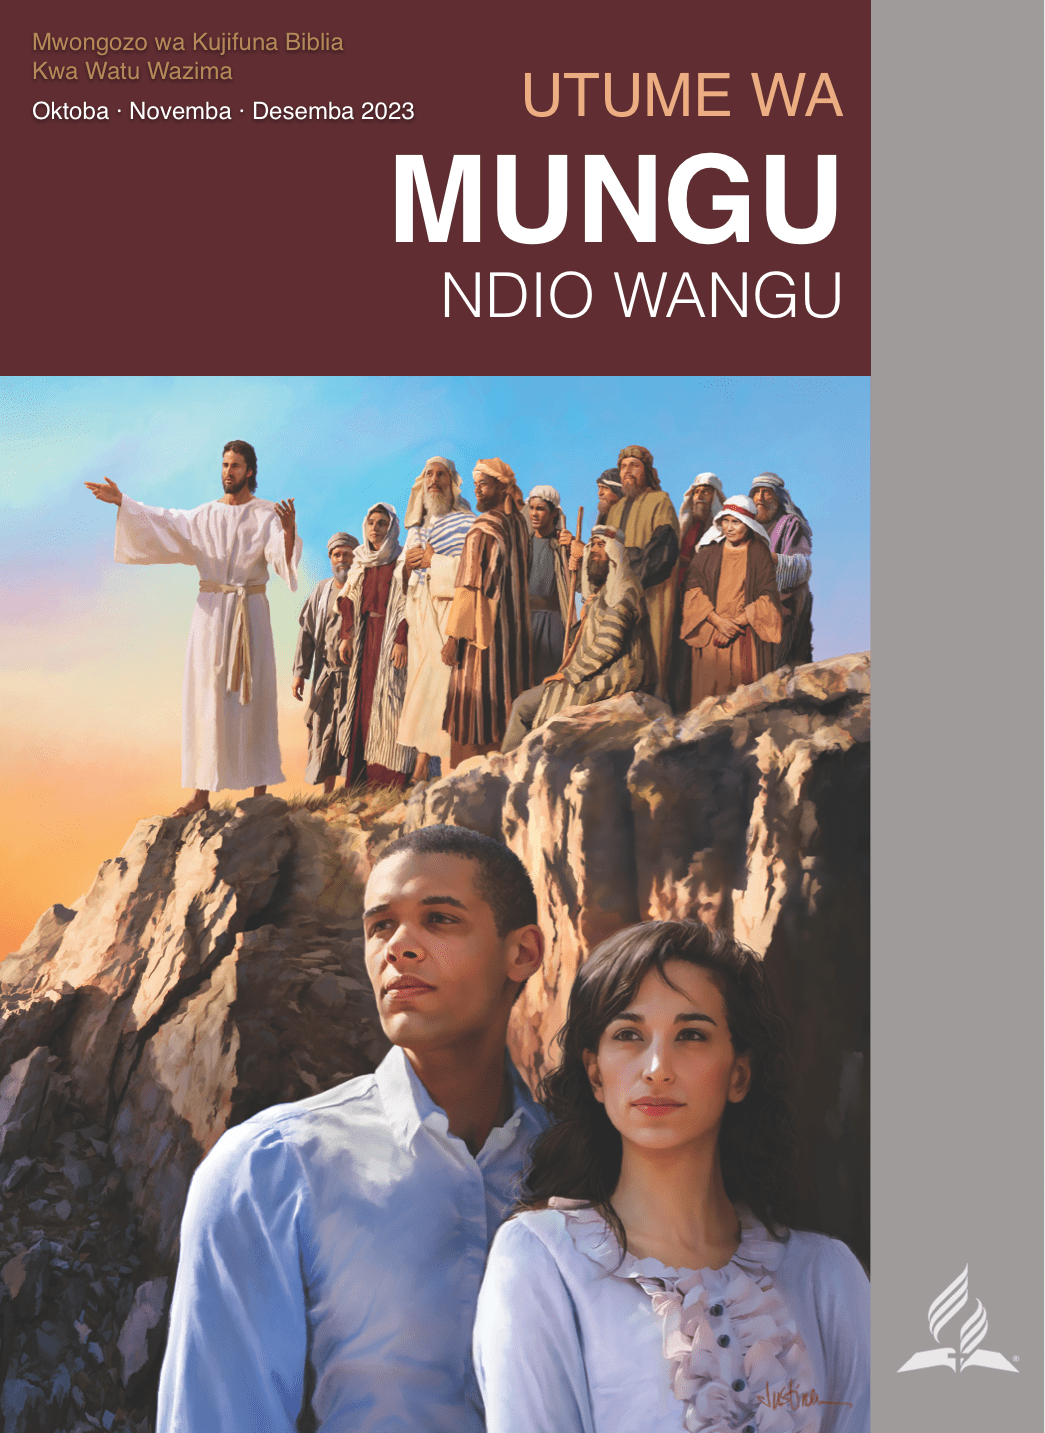 Mwongozo wa Kujifuna Biblia
Kwa Watu Wazima
Oktoba · Novemba · Desemba 2023
UTUME WA
MUNGU
NDIO WANGU
®